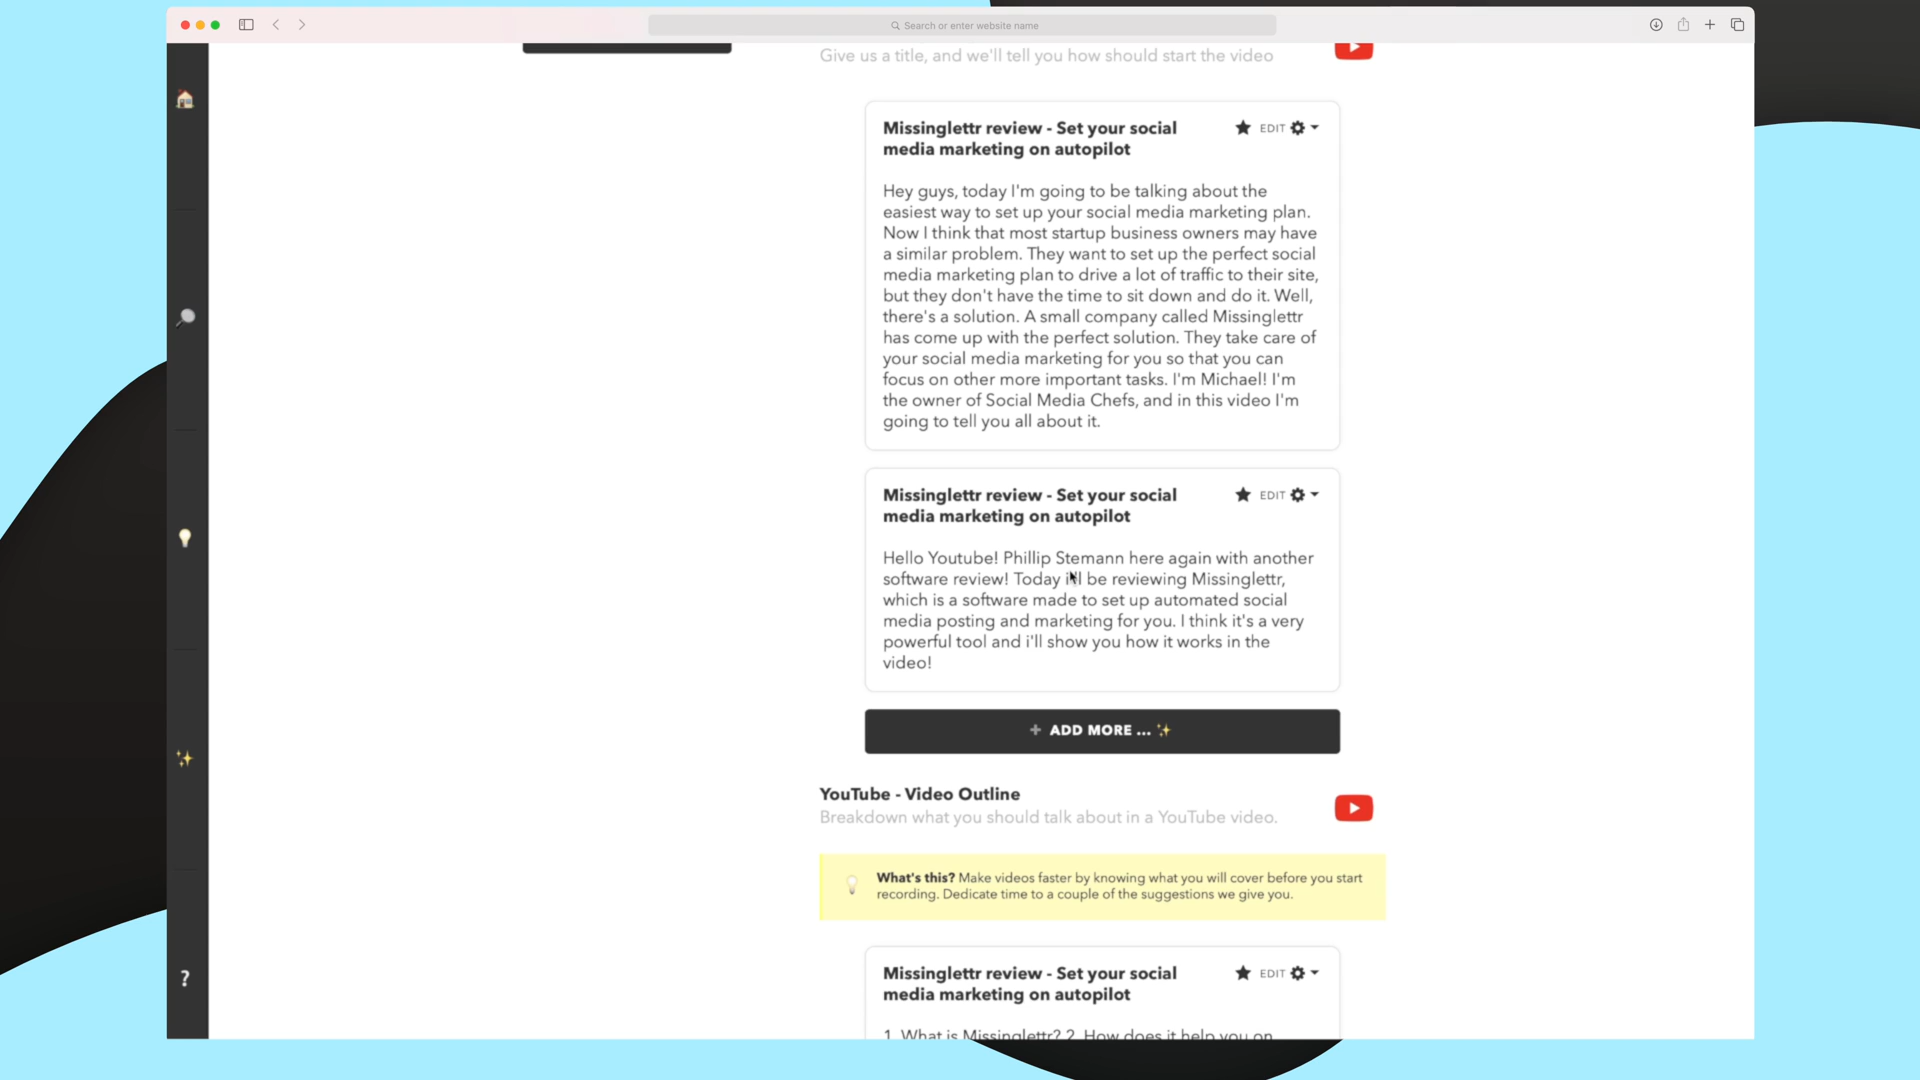 Search or enter website name
Give us a title, and we'll tell you how should start the video
Missinglettr review - Set your social
media marketing on autopilot
EDIT
Hey guys, today I'm going to be talking about the
easiest way to set up your social media marketing plan.
Now I think that most startup business owners may have
a similar problem. They want to set up the perfect social
media marketing plan to drive a lot of traffic to their site,
but they don't have the time to sit down and do it. Well,
there's a solution. A small company called Missinglettr
has come up with the perfect solution. They take care of
your social media marketing for you so that you can
focus on other more important tasks. I'm Michael! I'm
the owner of Social Media Chefs, and in this video I'm
going to tell you all about it.
Missinglettr review - Set your social
media marketing on autopilot
EDIT
Hello Youtube! Phillip Stemann here again with another
software review! Today i'll be reviewing Missinglettr,
which is a software made to set up automated social
media posting and marketing for you. I think it's a very
powerful tool and i'll show you how it works in the
video!
+ ADD MORE ... ✨
YouTube - Video Outline
Breakdown what you should talk about in a YouTube video.
What's this? Make videos faster by knowing what you will cover before you start
recording. Dedicate time to a couple of the suggestions we give you.
Missinglettr review - Set your social
media marketing on autopilot
EDIT
1. What is Missinglettr? 2. How does it help you on
?